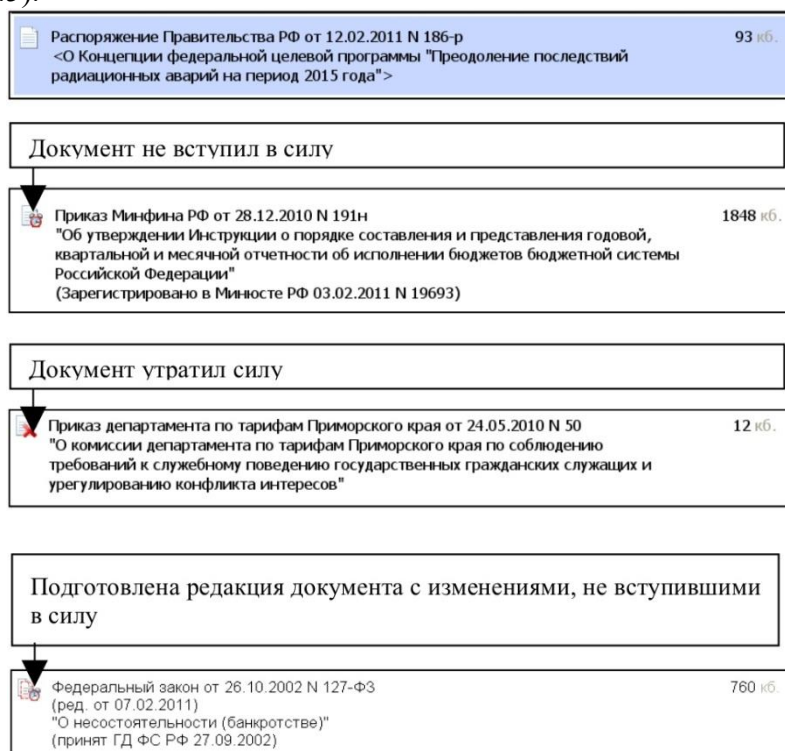 Распоряжение Правительства РФ от 12.02.2011 N 186-р 93 кб.
<О Концепции федеральной целевой программы "Преодоление последствий
радиационных аварий на период 2015 года">
Документ не вступил в силу
Приказ Минфина РФ от 28.12.2010 N 191н 1848 кб.
"Об утверждении Инструкции о порядке составления и представления годовой,
квартальной и месячной отчетности об исполнении бюджетов бюджетной системы
Российской Федерации"
(Зарегистрировано в Минюсте РФ 03.02.2011 N 19693)
Документ утратил силу
Приказ департамента по тарифам Приморского края от 24.05.2010 N 50 12 кб.
"О комиссии департамента по тарифам Приморского края по соблюдению
требований к служебному поведению государственных гражданских служащих и
урегулированию конфликта интересов"
Подготовлена редакция документа с изменениями, не вступившими
в силу
Федеральный закон от 26.10.2002 N 127-ФЗ 760 кб.
(ред. от 07.02.2011)
"О несостоятельности (банкротстве)"
(принят ГД ФС РФ 27.09.2002)